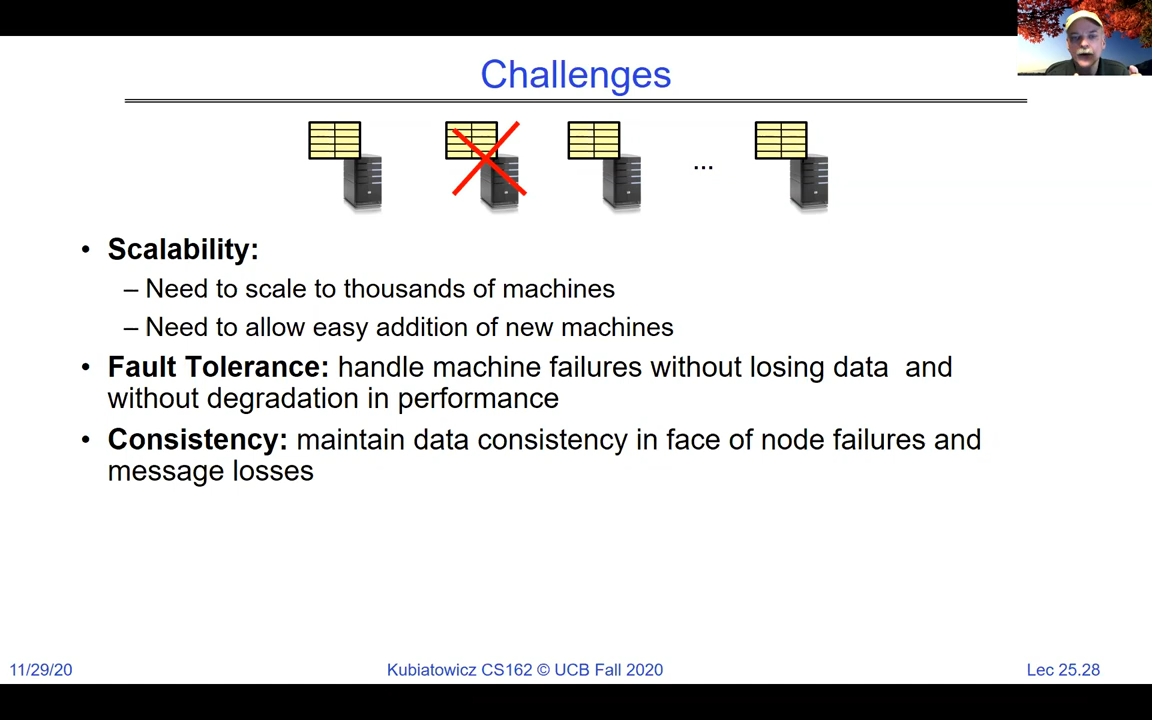 Challenges
...
• Scalability:
– Need to scale to thousands of machines
– Need to allow easy addition of new machines
• Fault Tolerance: handle machine failures without losing data  and
without degradation in performance
• Consistency: maintain data consistency in face of node failures and
message losses
11/29/20
Kubiatowicz CS162 © UCB Fall 2020
Lec 25.28